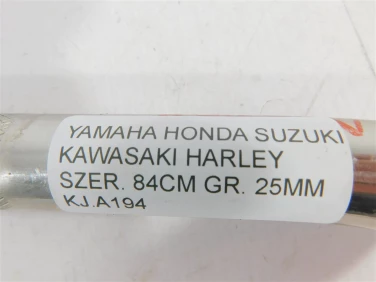 YAMAHA HONDA SUZUKI
KAWASAKI HARLEY
SZER. 84CM GR. 25MM
KJ.A194